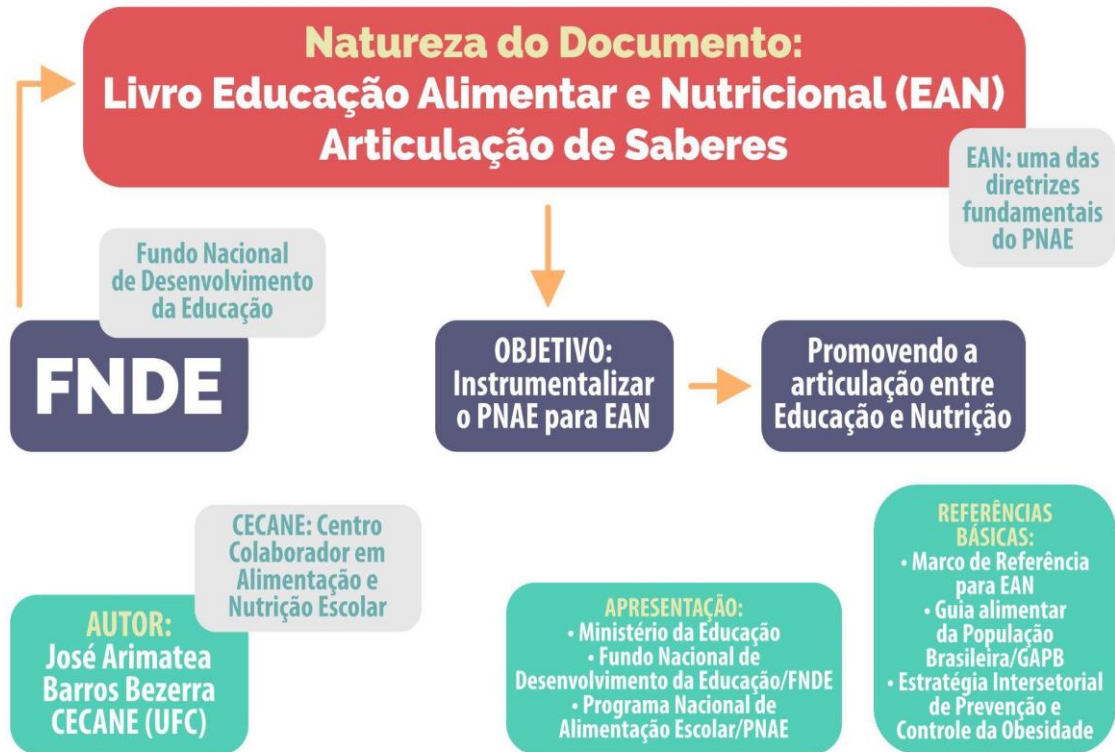 Natureza do Documento:
Livro Educação Alimentar e Nutricional (EAN)
Articulação de Saberes
EAN: uma das
diretrizes
fundamentais
do PNAE
Fundo Nacional
de Desenvolvimento
da Educação
FNDE
OBJETIVO:
Instrumentalizar
o PNAE para EAN
Promovendo a
articulação entre
Educação e Nutrição
CECANE: Centro
Colaborador em
Alimentação e
Nutrição Escolar
AUTOR:
José Arimatea
Barros Bezerra
CECANE (UFC)
APRESENTAÇÃO:
• Ministério da Educação
• Fundo Nacional de
Desenvolvimento da Educação/FNDE
• Programa Nacional de
Alimentação Escolar/PNAE
REFERÊNCIAS
BÁSICAS:
• Marco de Referência
para EAN
• Guia alimentar
da População
Brasileira/GAPB
• Estratégia Intersetorial
de Prevenção e
Controle da Obesidade